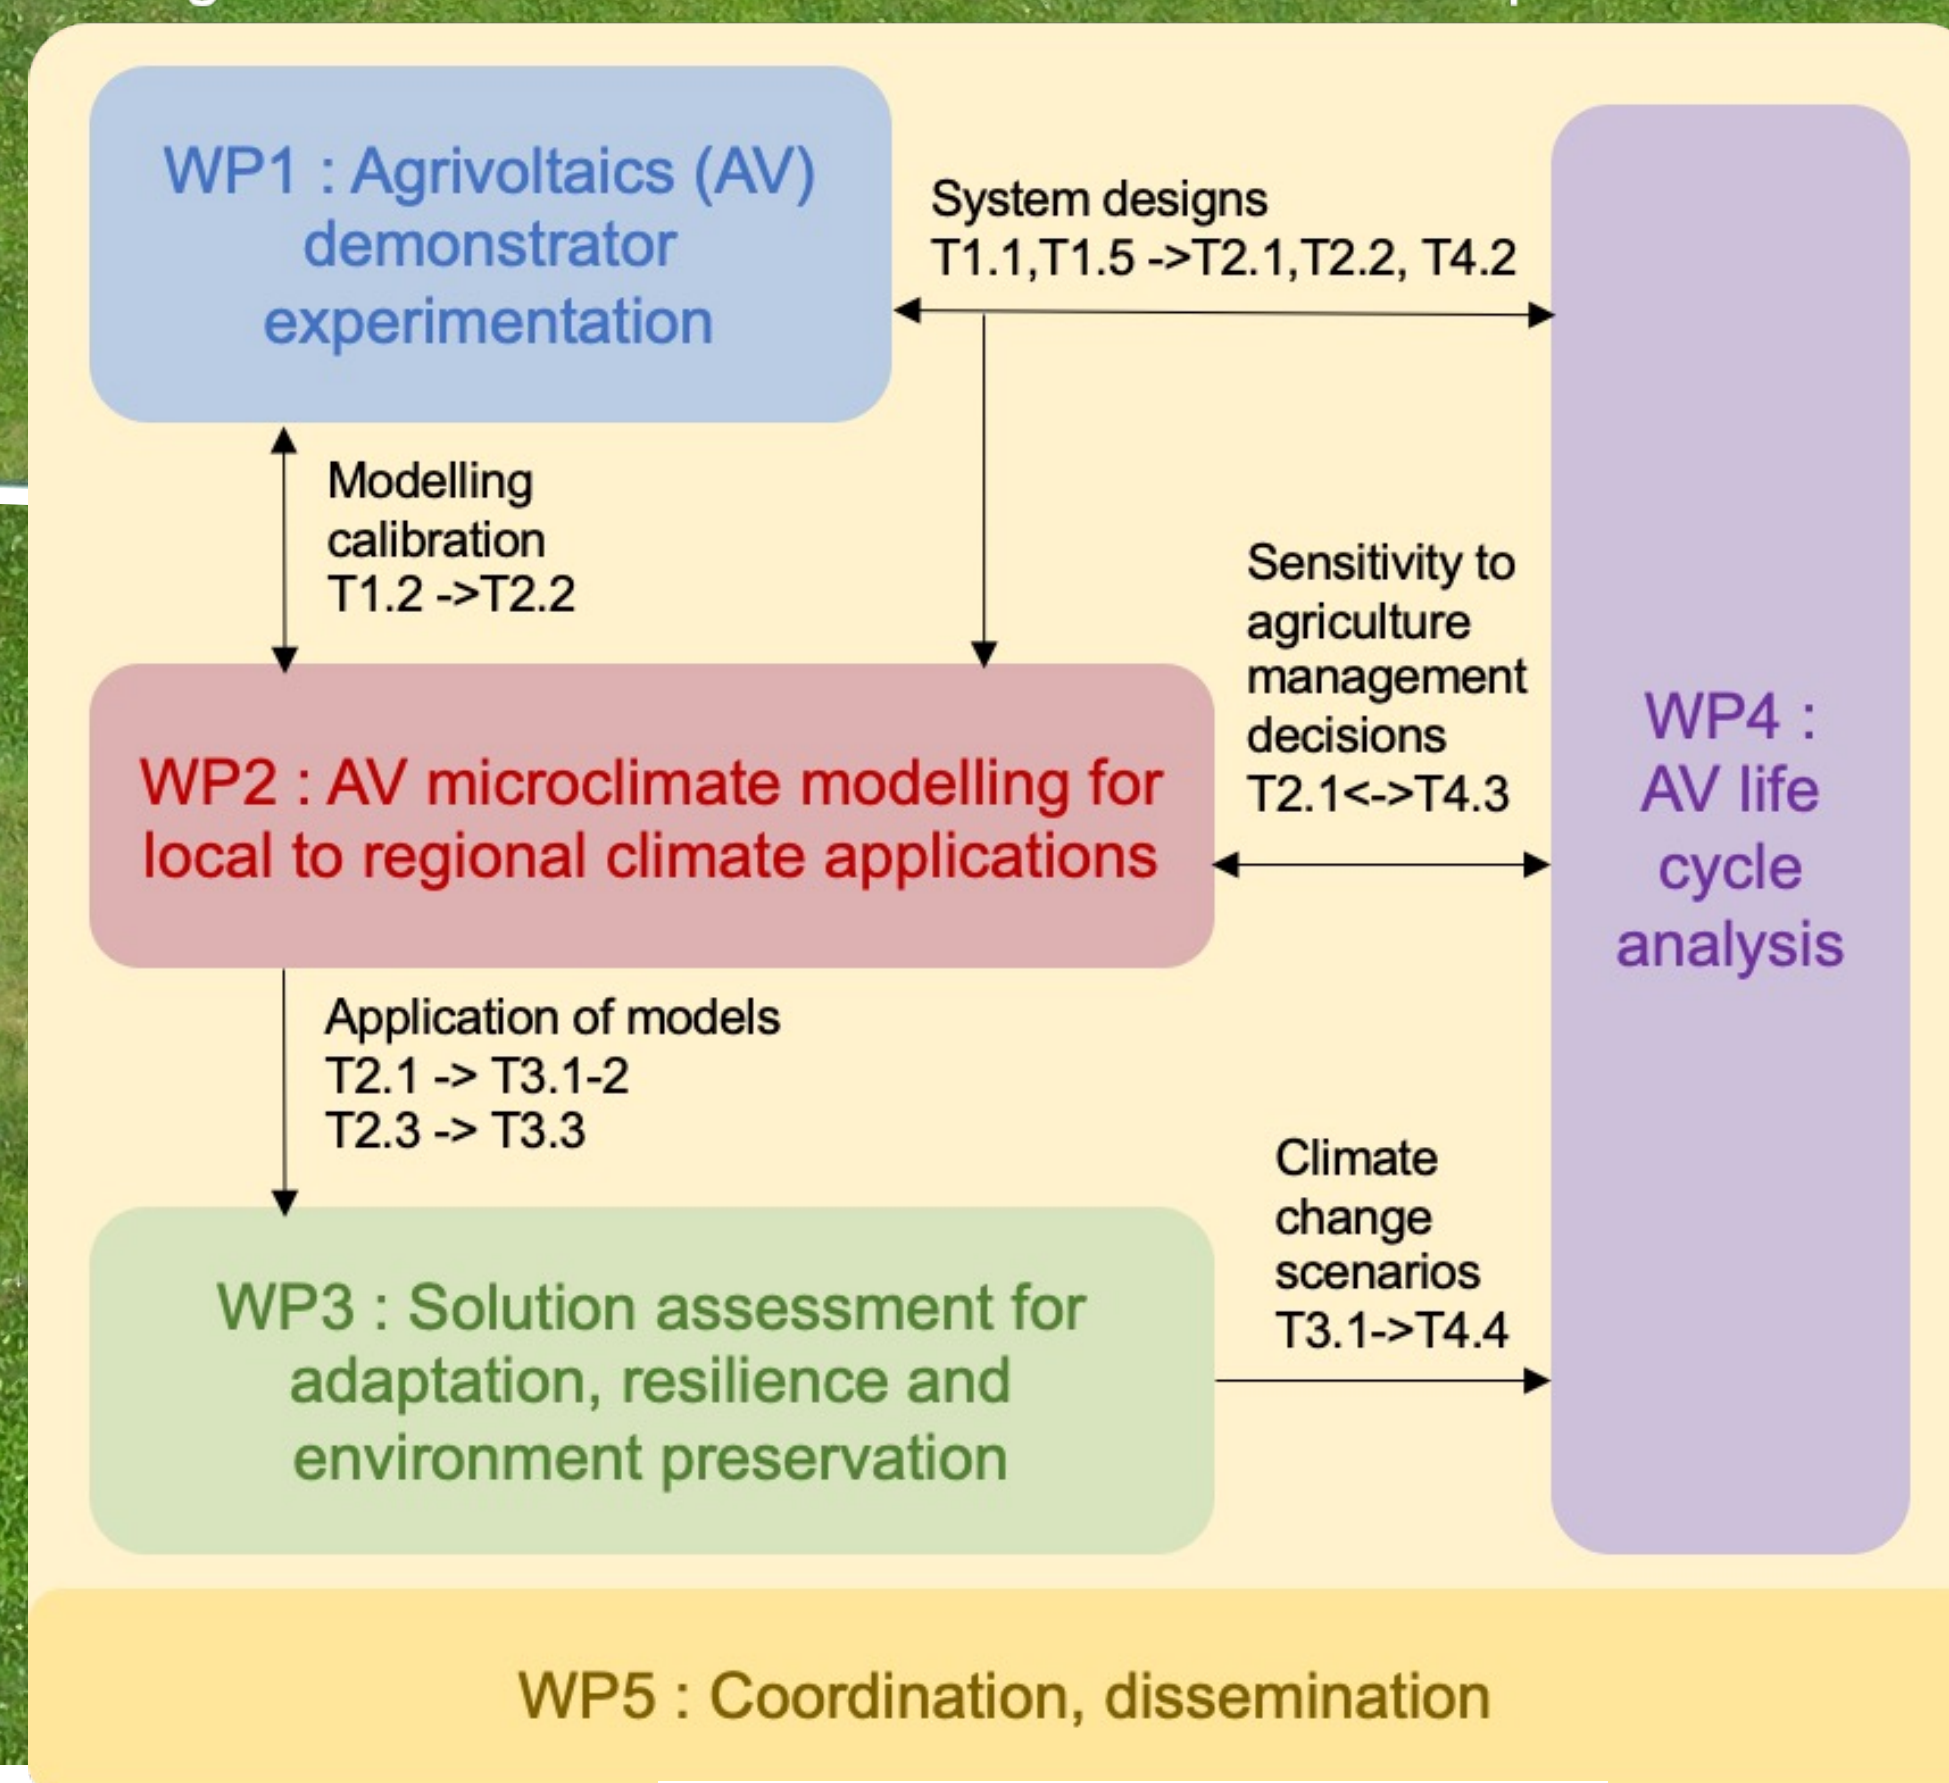 WP1 : Agrivoltaics (AV)
demonstrator
experimentation
System designs
T1.1,T1.5 ->T2.1,T2.2, T4.2
Modelling
calibration
T1.2 ->T2.2
Sensitivity to
agriculture
management
decisions
T2.1<->T4.3
WP2 : AV microclimate modelling for
local to regional climate applications
WP4 :
AV life
cycle
analysis
Application of models
T2.1 -> T3.1-2
T2.3 -> T3.3
Climate
change
scenarios
T3.1->T4.4
WP3 : Solution assessment for
adaptation, resilience and
environment preservation
WP5 : Coordination, dissemination